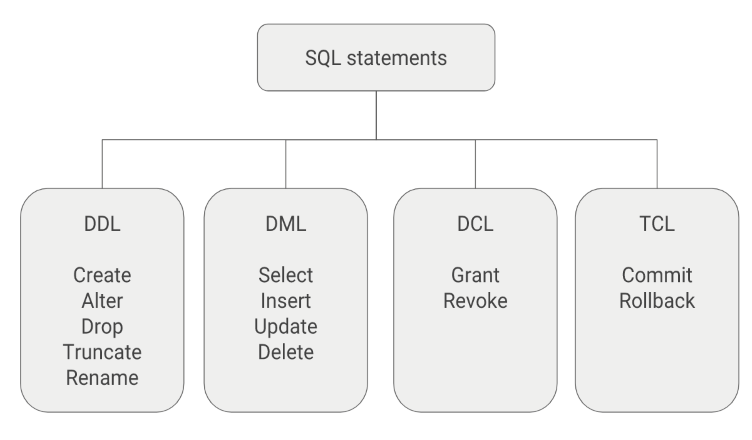 SQL statements
DDL
Create
Alter
Drop
Truncate
Rename
DML
Select
Insert
Update
Delete
DCL
Grant
Revoke
TCL
Commit
Rollback